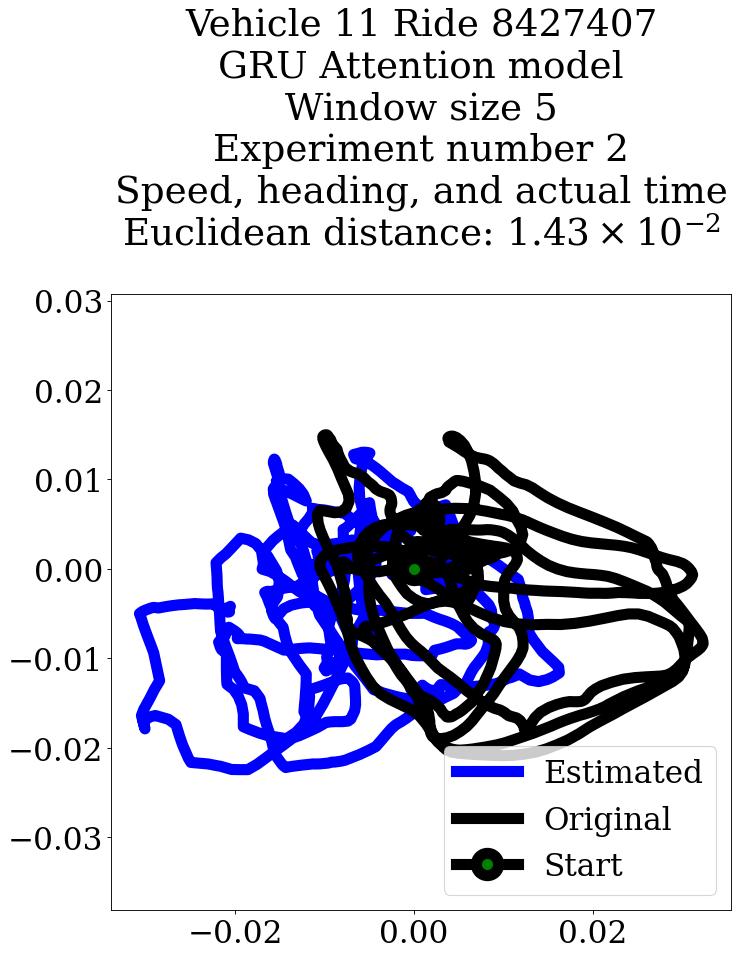 Vehicle 11 Ride 8427407
GRU Attention model
Window size 5
Experiment number 2
Speed, heading, and actual time
Euclidean distance: 1.43 × 10⁻²
0.03
0.02
0.01
0.00
−0.01
−0.02
−0.03
Estimated
Original
Start
−0.02 0.00 0.02